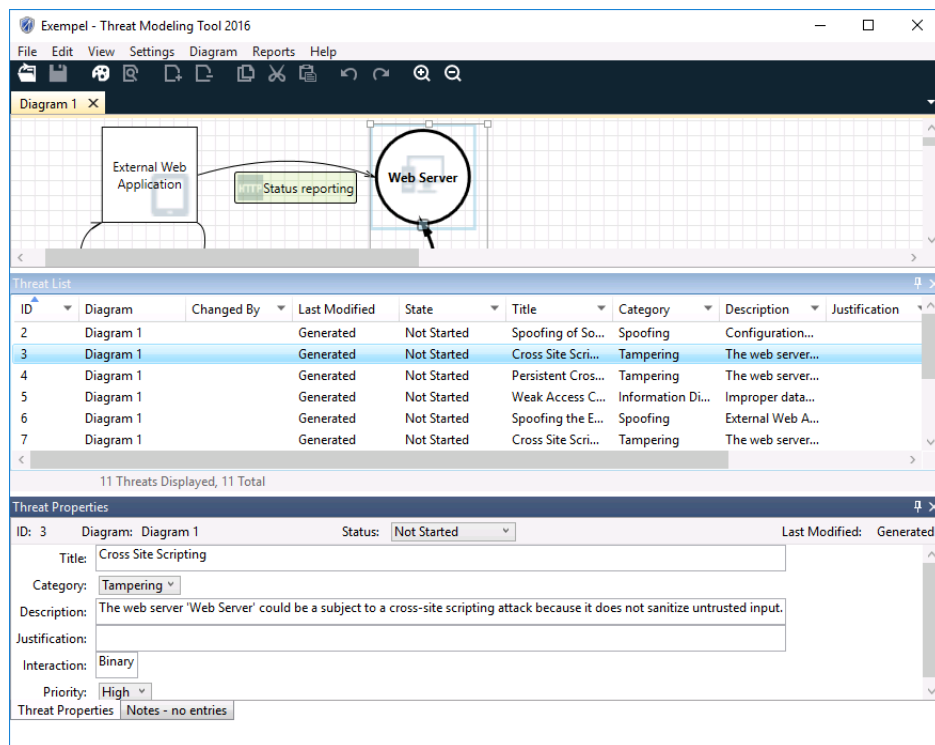 Exempel - Threat Modeling Tool 2016
File Edit View Settings Diagram Reports Help
Diagram 1
External Web
Application
HTTP Status reporting
Web Server
Threat List
ID Diagram Changed By Last Modified State Title Category Description Justification
2 Diagram 1 Generated Not Started Spoofing of So... Spoofing Configuration...
3 Diagram 1 Generated Not Started Cross Site Scri... Tampering The web server...
4 Diagram 1 Generated Not Started Persistent Cros... Tampering The web server...
5 Diagram 1 Generated Not Started Weak Access C... Information Di... Improper data...
6 Diagram 1 Generated Not Started Spoofing the E... Spoofing External Web A...
7 Diagram 1 Generated Not Started Cross Site Scri... Tampering The web server...
11 Threats Displayed, 11 Total
Threat Properties
ID: 3 Diagram: Diagram 1 Status: Not Started Last Modified: Generated
Title: Cross Site Scripting
Category: Tampering
Description: The web server 'Web Server' could be a subject to a cross-site scripting attack because it does not sanitize untrusted input.
Justification:
Interaction: Binary
Priority: High
Threat Properties Notes - no entries